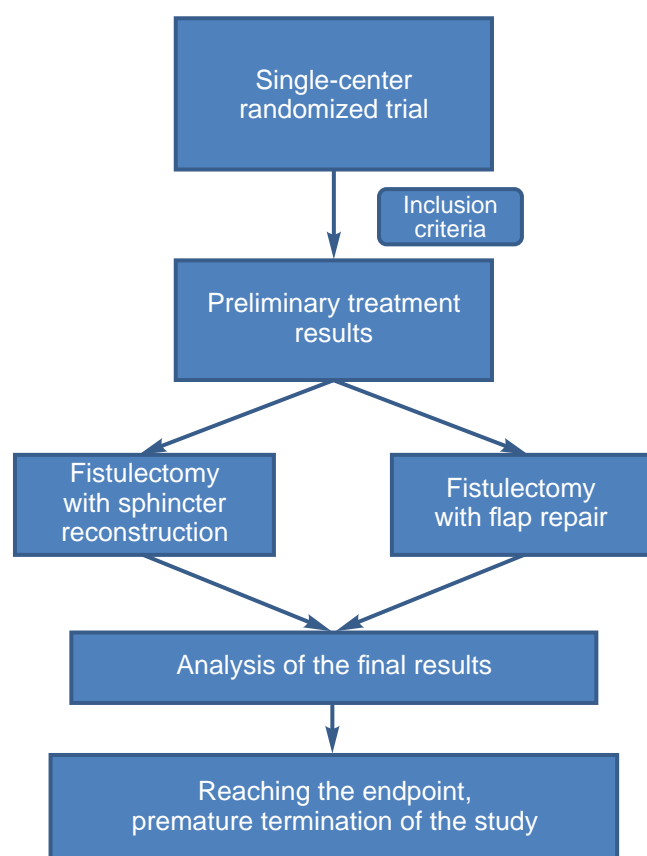 Single-center
randomized trial
Inclusion
criteria
Preliminary treatment
results
Fistulectomy
with sphincter
reconstruction
Fistulectomy
with flap repair
Analysis of the final results
Reaching the endpoint,
premature termination of the study